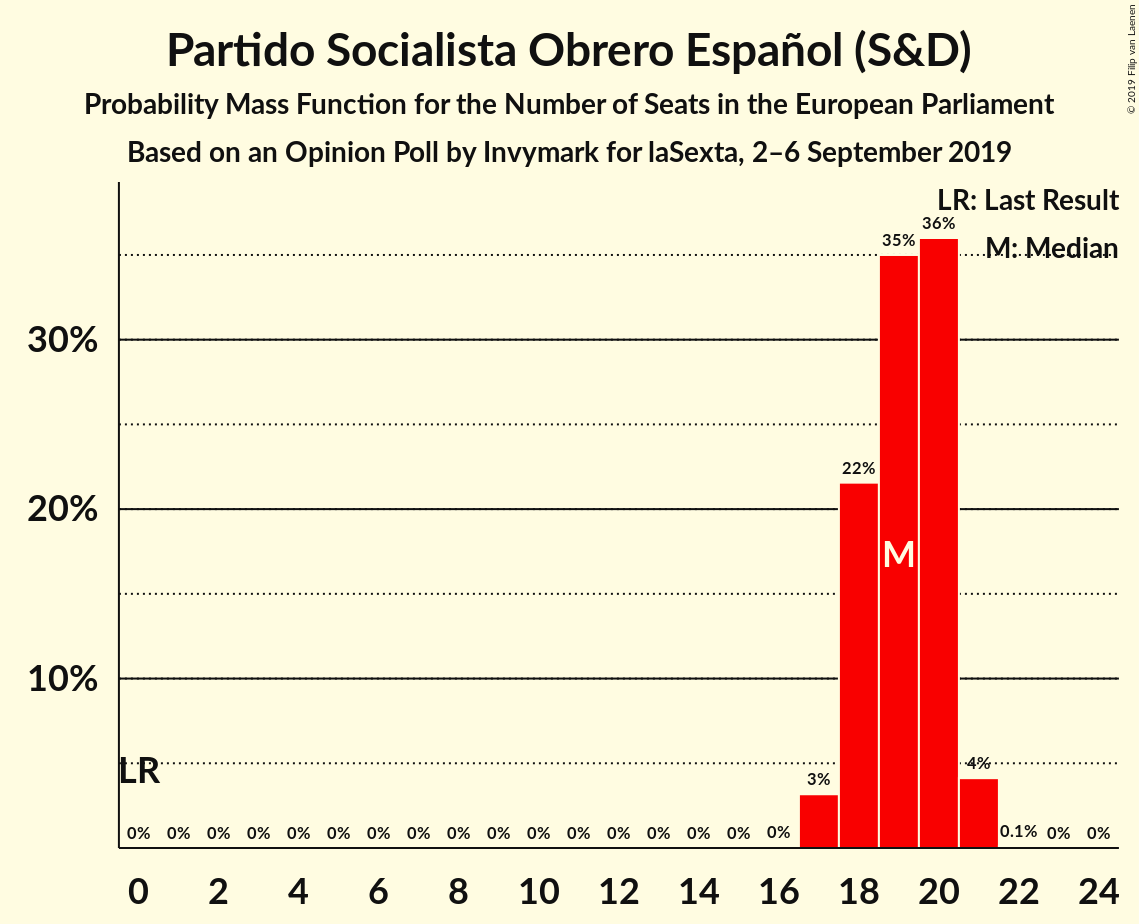 Partido Socialista Obrero Español (S&D)
Probability Mass Function for the Number of Seats in the European Parliament
Based on an Opinion Poll by Invymark for laSexta, 2–6 September 2019
© 2019 Filip van Laenen
LR: Last Result
M: Median
36%
35%
30%
22%
20%
M
10%
LR
4%
3%
0% 0% 0% 0% 0% 0% 0% 0% 0% 0% 0% 0% 0% 0% 0% 0% 0% 0.1% 0% 0%
0 2 4 6 8 10 12 14 16 18 20 22 24